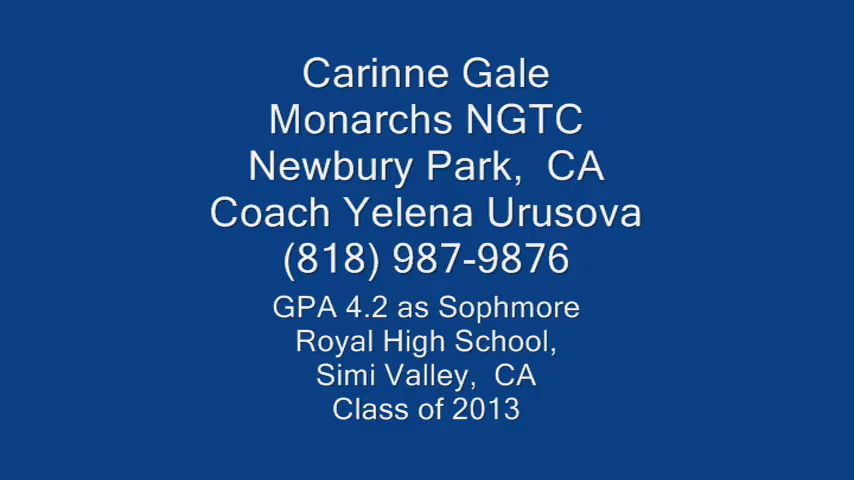 Carinne Gale
Monarchs NGTC
Newbury Park,  CA
Coach Yelena Urusova
(818) 987-9876
GPA 4.2 as Sophmore
Royal High School,
Simi Valley,  CA
Class of 2013